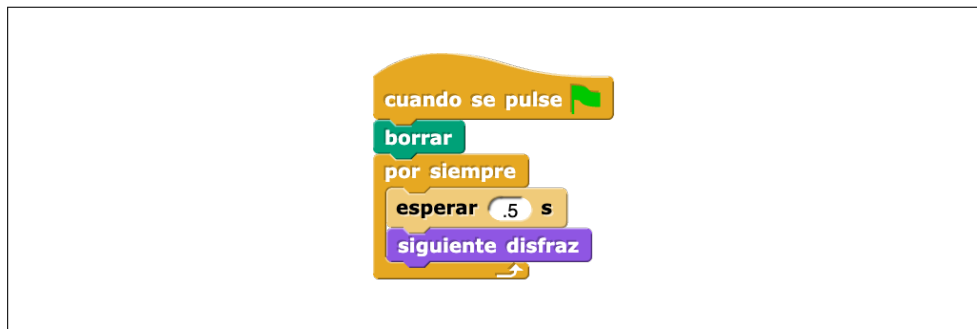 cuando se pulse
borrar
por siempre
esperar .5 s
siguiente disfraz